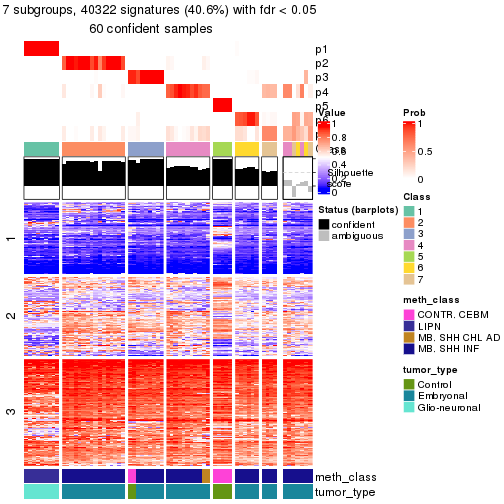 7 subgroups, 40322 signatures (40.6%) with fdr < 0.05
60 confident samples
p1
p2
p3
p4
p5
Value
1
0.8
0.6
0.4
0.2
0
Silhouette
score
Status (barplots)
confident
ambiguous
Prob
1
0.5
0
Class
1
2
3
4
5
6
7
meth_class
CONTR. CEBM
LIPN
MB. SHH CHL AD
MB. SHH INF
tumor_type
Control
Embryonal
Glio-neuronal
1
2
3
meth_class
tumor_type